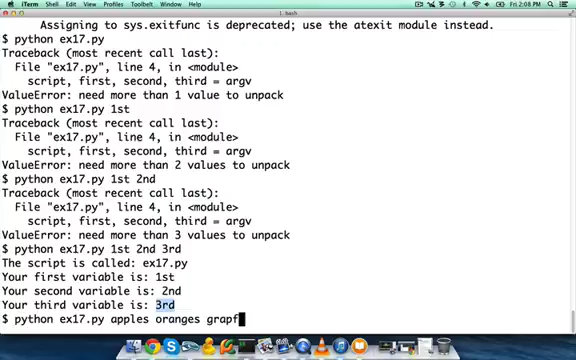 iTerm Shell Edit View Profiles Toolbelt Window Help Fri 2:08 PM
1. bash
Assigning to sys.exitfunc is deprecated; use the atexit module instead.
$ python ex17.py
Traceback (most recent call last):
File "ex17.py", line 4, in <module>
script, first, second, third = argv
ValueError: need more than 1 value to unpack
$ python ex17.py 1st
Traceback (most recent call last):
File "ex17.py", line 4, in <module>
script, first, second, third = argv
ValueError: need more than 2 values to unpack
$ python ex17.py 1st 2nd
Traceback (most recent call last):
File "ex17.py", line 4, in <module>
script, first, second, third = argv
ValueError: need more than 3 values to unpack
$ python ex17.py 1st 2nd 3rd
The script is called: ex17.py
Your first variable is: 1st
Your second variable is: 2nd
Your third variable is: 3rd
$ python ex17.py apples oranges grapf